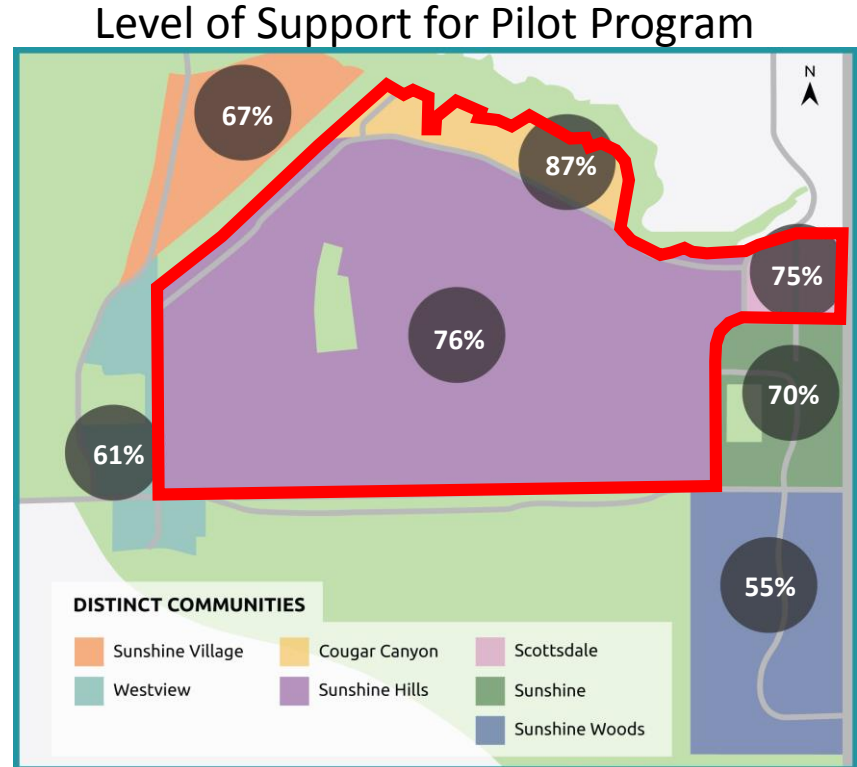 Level of Support for Pilot Program
N
67%
87%
75%
76%
70%
61%
55%
DISTINCT COMMUNITIES
Sunshine Village
Cougar Canyon
Scottsdale
Westview
Sunshine Hills
Sunshine
Sunshine Woods